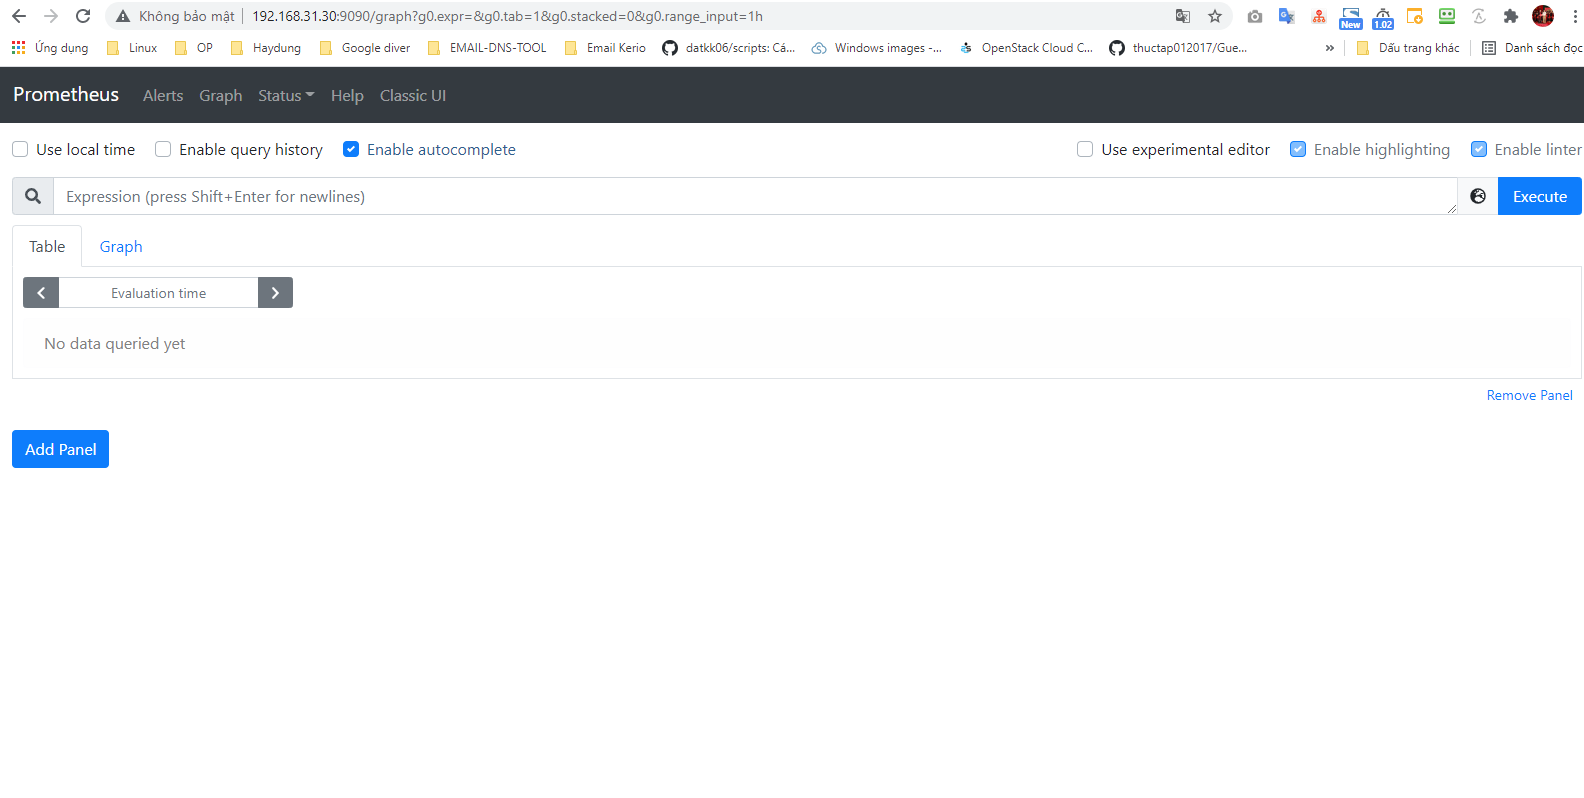 Không bảo mật 192.168.31.30:9090/graph?g0.expr=&g0.tab=1&g0.stacked=0&g0.range_input=1h New 1.02
Ứng dụng Linux OP Haydung Google diver EMAIL-DNS-TOOL Email Kerio datkk06/scripts: Cá... Windows images -... OpenStack Cloud C... thuctap012017/Gue... » Dấu trang khác Danh sách đọc
Prometheus Alerts Graph Status Help Classic UI
Use local time Enable query history Enable autocomplete Use experimental editor Enable highlighting Enable linter
Expression (press Shift+Enter for newlines) Execute
Table Graph
Evaluation time
No data queried yet
Remove Panel
Add Panel